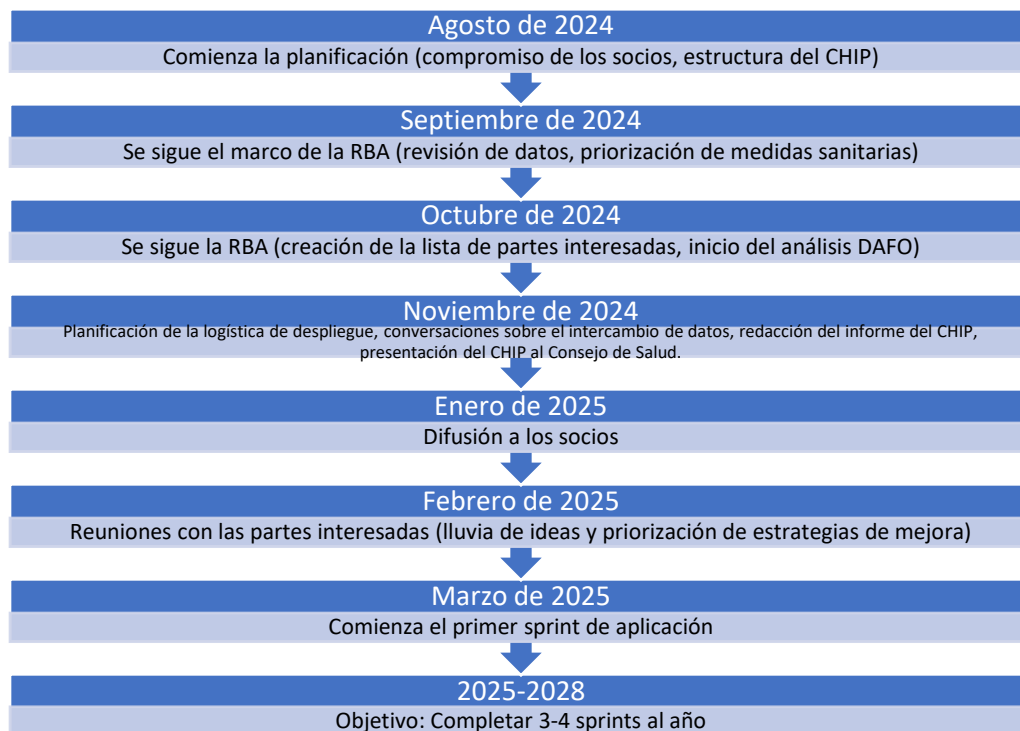 Agosto de 2024
Comienza la planificación (compromiso de los socios, estructura del CHIP)
Septiembre de 2024
Se sigue el marco de la RBA (revisión de datos, priorización de medidas sanitarias)
Octubre de 2024
Se sigue la RBA (creación de la lista de partes interesadas, inicio del análisis DAFO)
Noviembre de 2024
Planificación de la logística de despliegue, conversaciones sobre el intercambio de datos, redacción del informe del CHIP,
presentación del CHIP al Consejo de Salud.
Enero de 2025
Difusión a los socios
Febrero de 2025
Reuniones con las partes interesadas (lluvia de ideas y priorización de estrategias de mejora)
Marzo de 2025
Comienza el primer sprint de aplicación
2025-2028
Objetivo: Completar 3-4 sprints al año